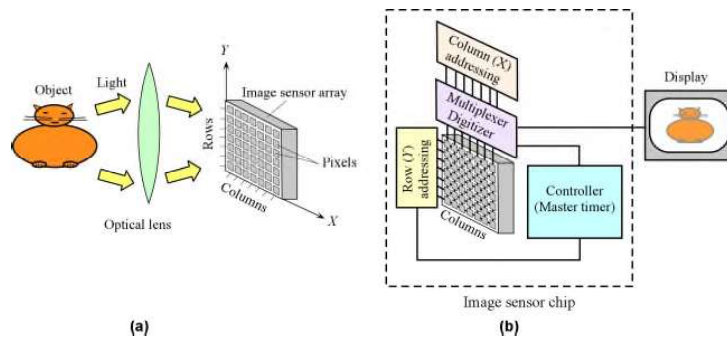 Object
Light
Y
Image sensor array
Rows
Pixels
Columns
X
Optical lens
(a)
Column (X)
addressing
Multiplexer
Digitizer
Row (Y)
addressing
Columns
Controller
(Master timer)
Display
Image sensor chip
(b)